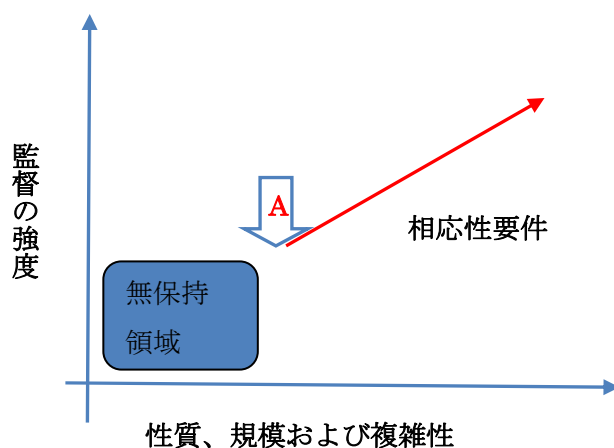 監督の強度
A
相応性要件
無保持
領域
性質、規模および複雑性